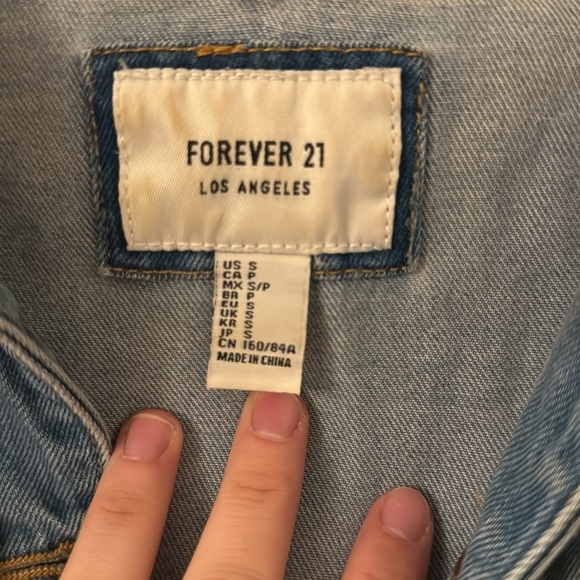 FOREVER 21
LOS ANGELES
US S
CA P
MX S/P
BR P
EU S
UK S
KR S
JP S
CN 160/84A
MADE IN CHINA